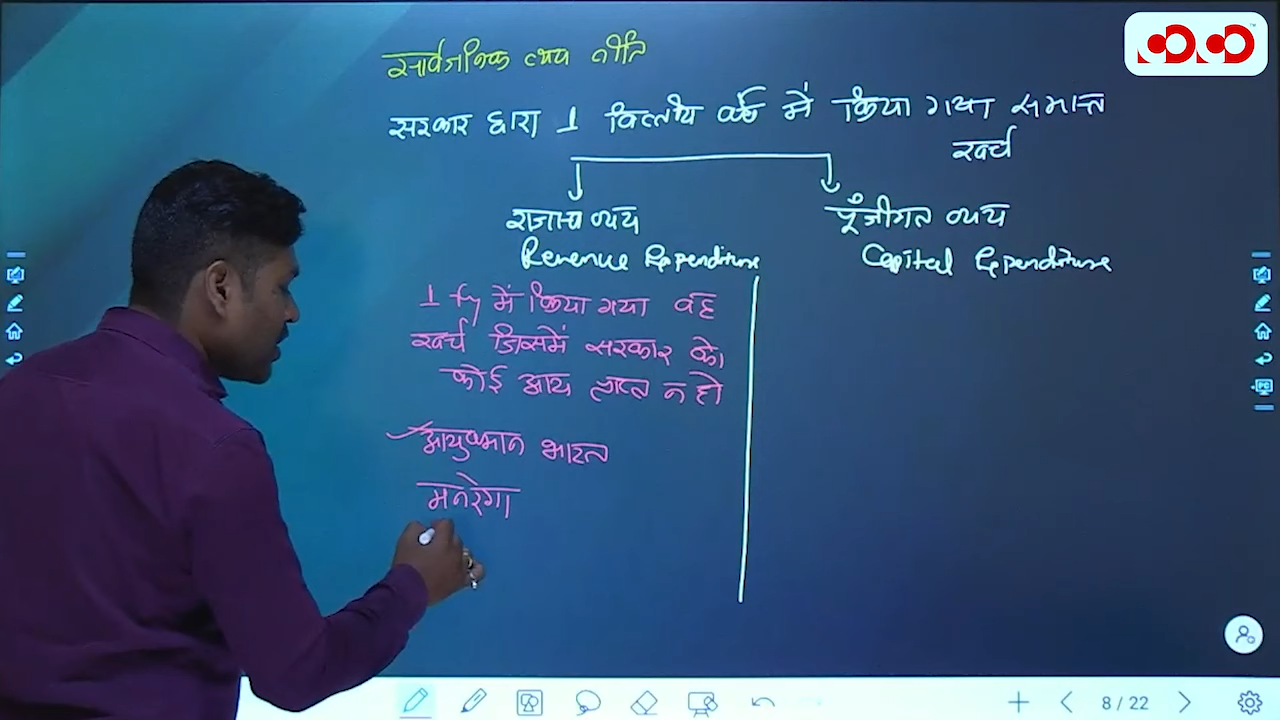 सार्वजनिक व्यय नीति
सरकार द्वारा 1 वित्तीय वर्ष में किया गया समस्त
खर्च
राजस्व व्यय
पूंजीगत व्यय
Revenue Expenditure
Capital Expenditure
1 fy में किया गया वह
खर्च जिसमें सरकार को
कोई आय प्राप्त न हो
आयुष्मान भारत
मनरेगा
8/22